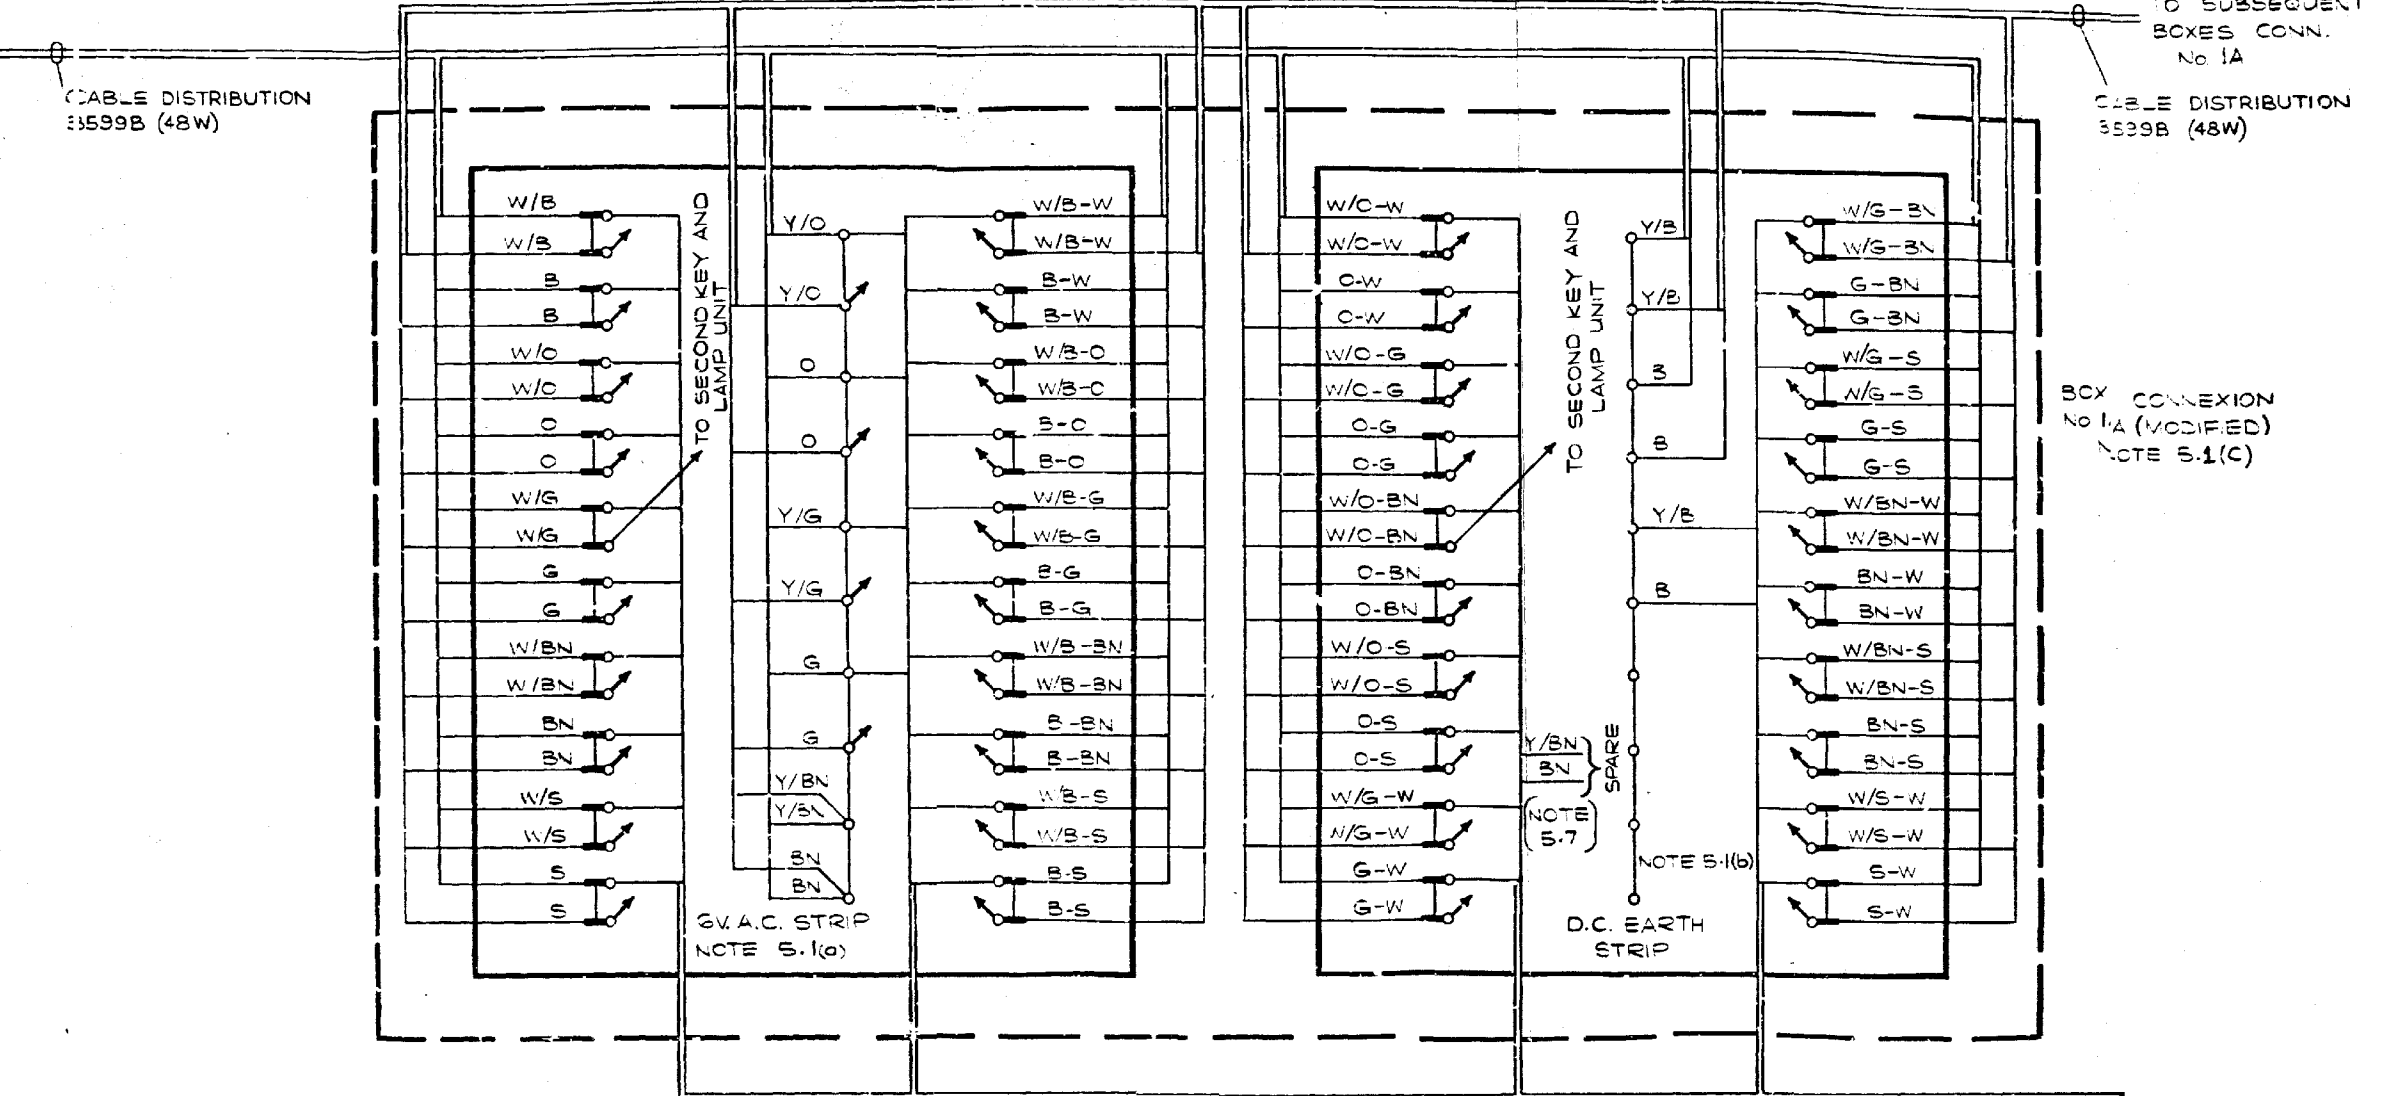 TO SUBSEQUENT
BOXES CONN.
No. 1A
CABLE DISTRIBUTION
3599B (48W)
CABLE DISTRIBUTION
3599B (48W)
BOX CONNEXION
No 1A (MODIFIED)
NOTE 5.1(C)
W/B
W/B
B
B
W/O
W/O
O
O
W/G
W/G
G
G
W/BN
W/BN
BN
BN
W/S
W/S
S
S
TO SECOND KEY AND
LAMP UNIT
Y/O
Y/O
O
O
Y/G
Y/G
G
G
Y/BN
Y/BN
BN
BN
6V. A.C. STRIP
NOTE 5.1(a)
W/B-W
W/B-W
B-W
B-W
W/B-O
W/B-O
B-O
B-O
W/B-G
W/B-G
B-G
B-G
W/B-BN
W/B-BN
B-BN
B-BN
W/B-S
W/B-S
B-S
B-S
W/O-W
W/O-W
O-W
O-W
W/O-G
W/O-G
O-G
O-G
W/O-BN
W/O-BN
O-BN
O-BN
W/O-S
W/O-S
O-S
O-S
W/G-W
W/G-W
G-W
G-W
TO SECOND KEY AND
LAMP UNIT
Y/BN
BN
SPARE
(NOTE
5.7)
Y/B
Y/B
B
B
Y/B
B
NOTE 5.1(b)
D.C. EARTH
STRIP
W/G-BN
W/G-BN
G-BN
G-BN
W/G-S
W/G-S
G-S
G-S
W/BN-W
W/BN-W
BN-W
BN-W
W/BN-S
W/BN-S
BN-S
BN-S
W/S-W
W/S-W
S-W
S-W